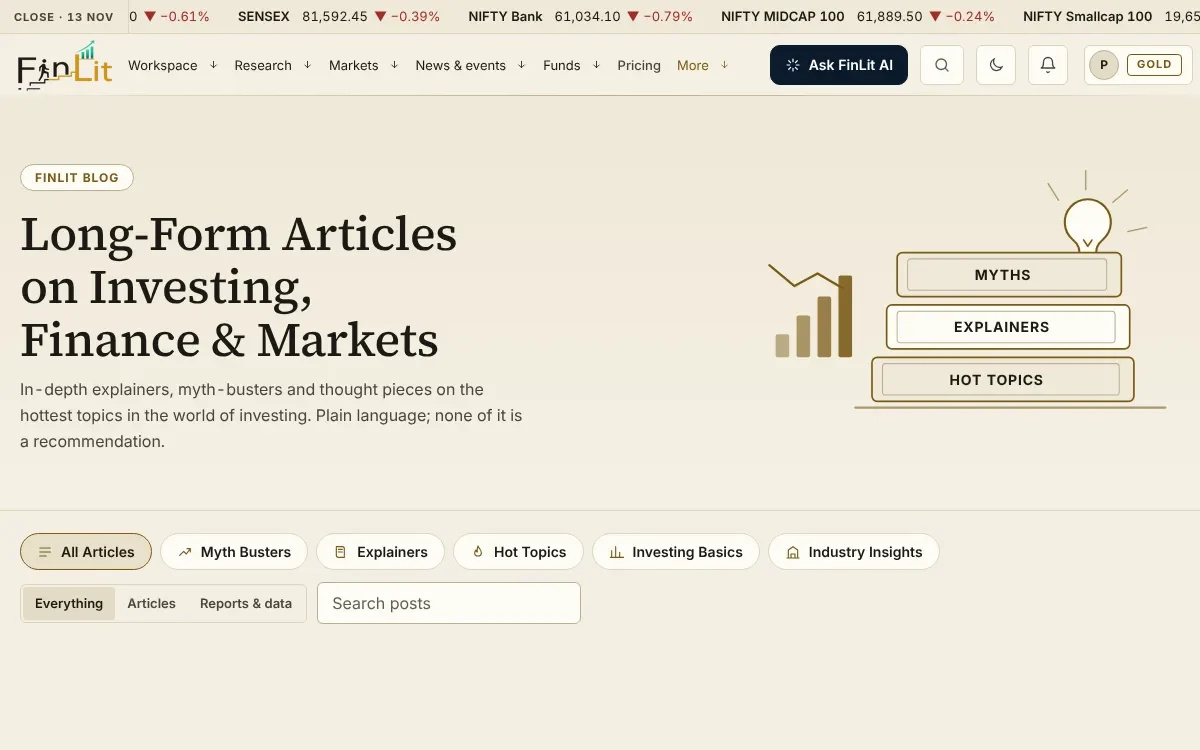 CLOSE · 13 NOV 0 ▼ −0.61% SENSEX 81,592.45 ▼ −0.39% NIFTY Bank 61,034.10 ▼ −0.79% NIFTY MIDCAP 100 61,889.50 ▼ −0.24% NIFTY Smallcap 100 19,65
FinLit Workspace Research Markets News & events Funds Pricing More Ask FinLit AI P GOLD
FINLIT BLOG
Long-Form Articles
on Investing,
Finance & Markets
In-depth explainers, myth-busters and thought pieces on the
hottest topics in the world of investing. Plain language; none of it is
a recommendation.
MYTHS
EXPLAINERS
HOT TOPICS
All Articles Myth Busters Explainers Hot Topics Investing Basics Industry Insights
Everything Articles Reports & data Search posts